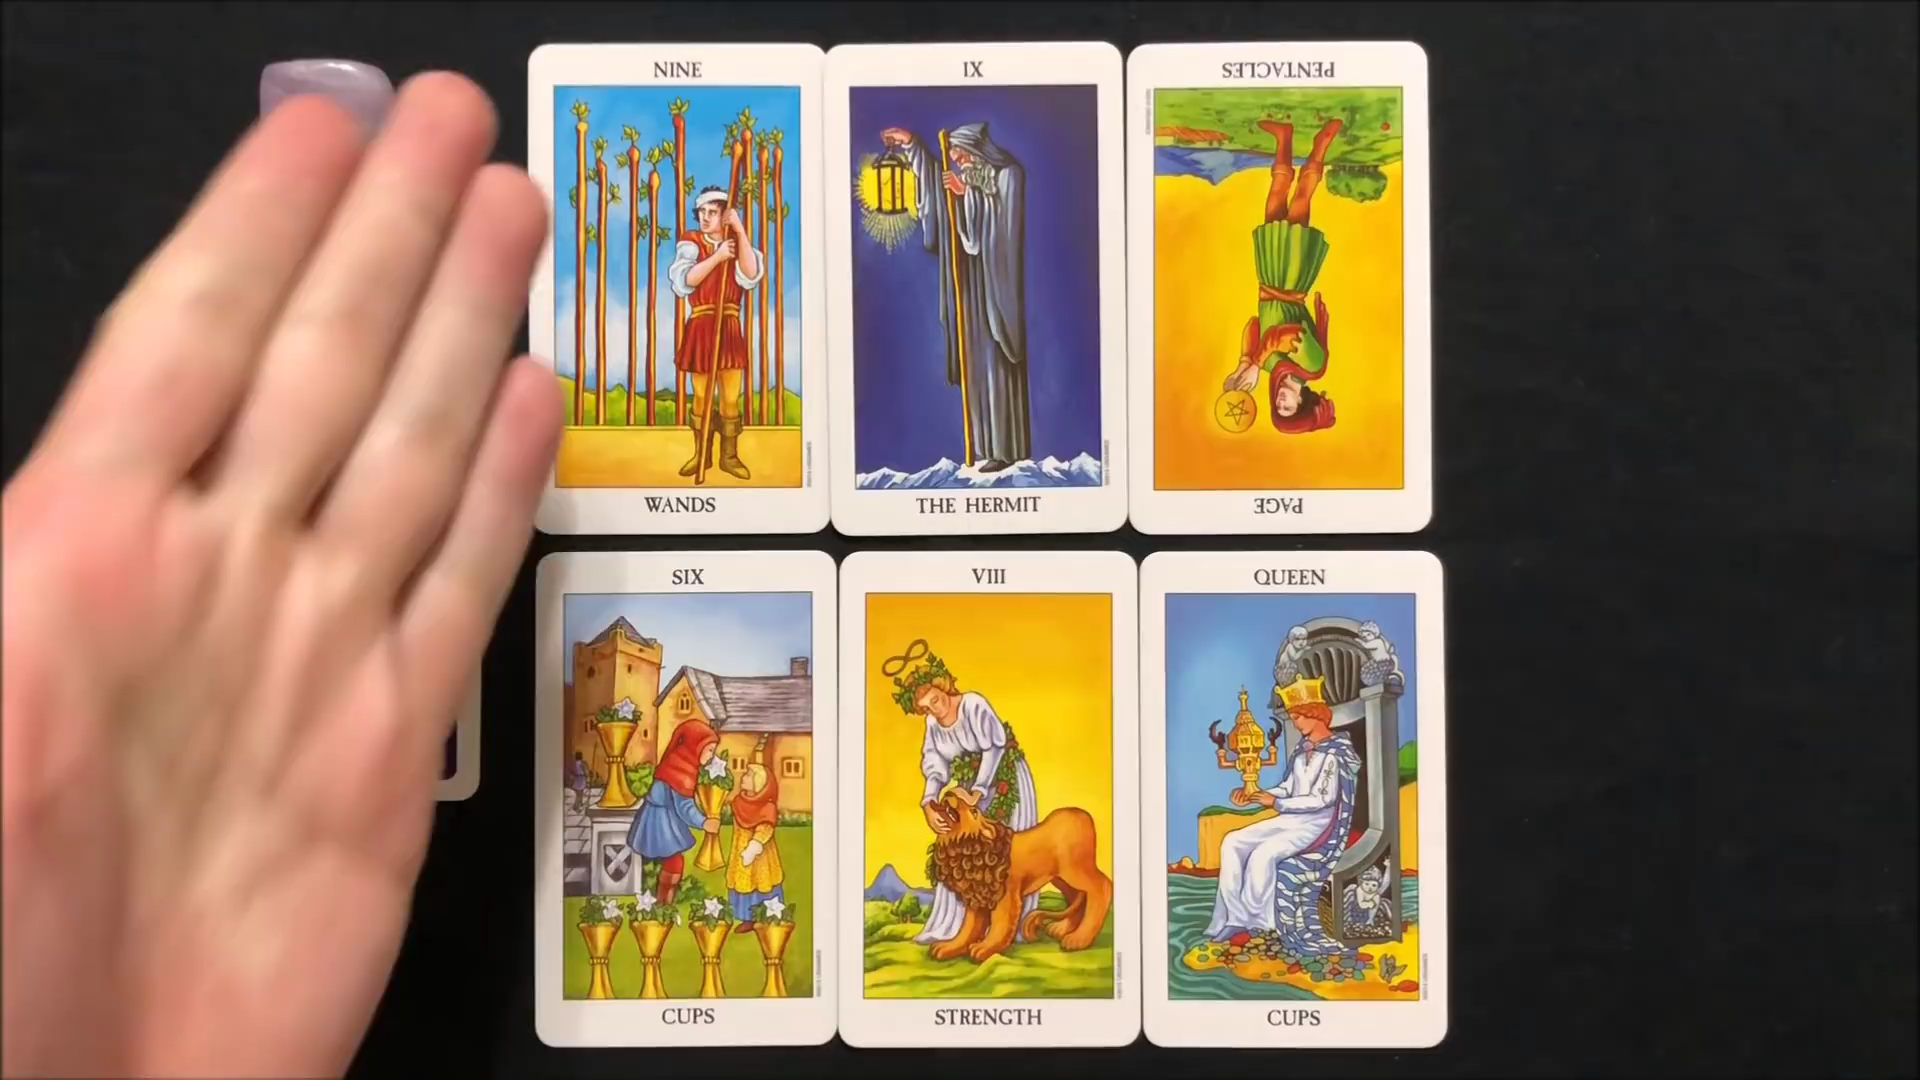 NINE
WANDS
IX
THE HERMIT
PENTACLES
PAGE
SIX
CUPS
VIII
STRENGTH
QUEEN
CUPS